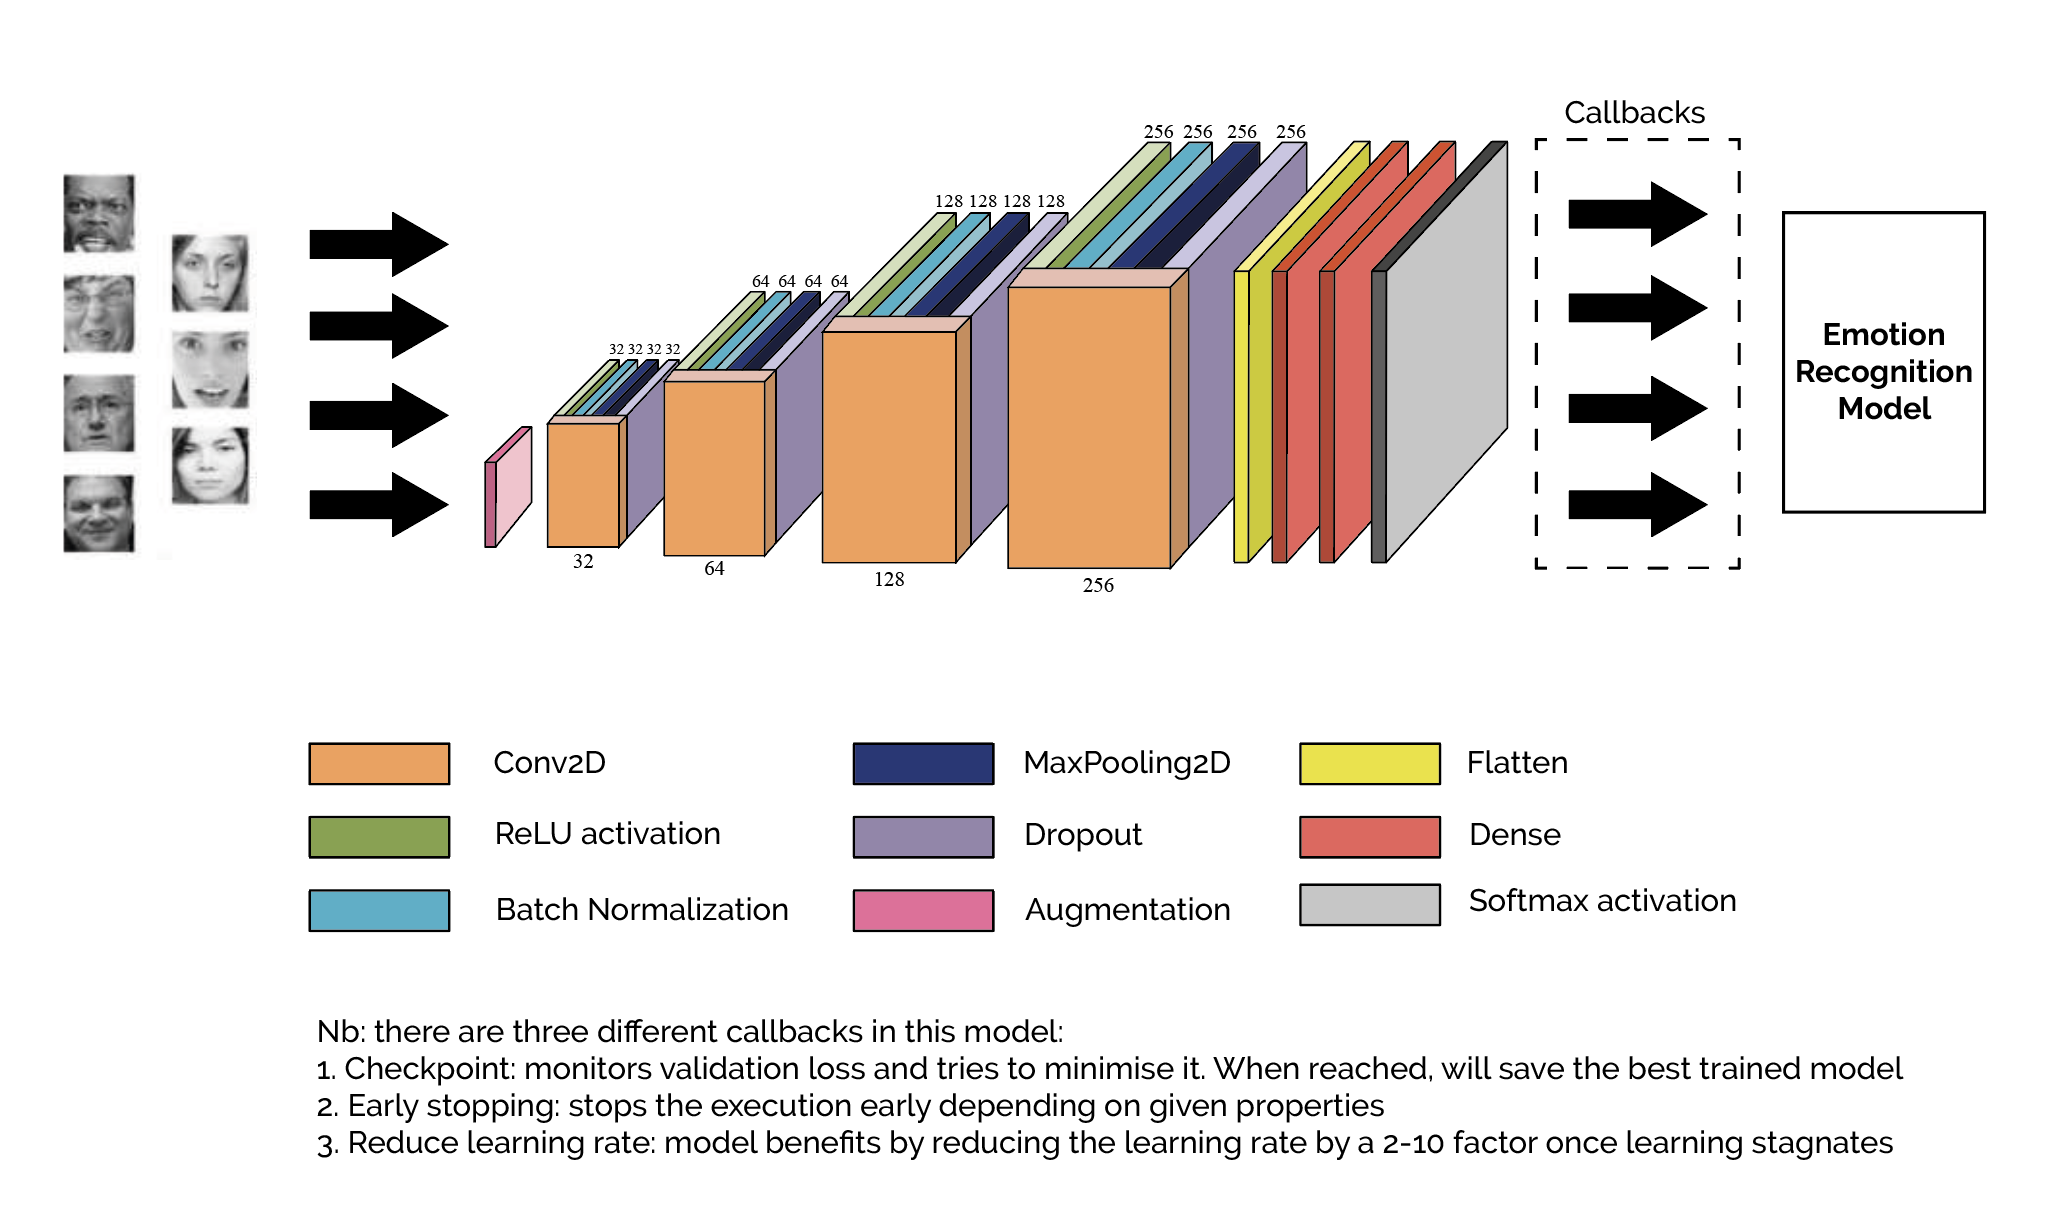 Callbacks
256 256 256 256
128 128 128 128
64 64 64 64
32 32 32 32
32
64
128
256
Emotion
Recognition
Model
Conv2D
MaxPooling2D
Flatten
ReLU activation
Dropout
Dense
Batch Normalization
Augmentation
Softmax activation
Nb: there are three different callbacks in this model:
1. Checkpoint: monitors validation loss and tries to minimise it. When reached, will save the best trained model
2. Early stopping: stops the execution early depending on given properties
3. Reduce learning rate: model benefits by reducing the learning rate by a 2-10 factor once learning stagnates